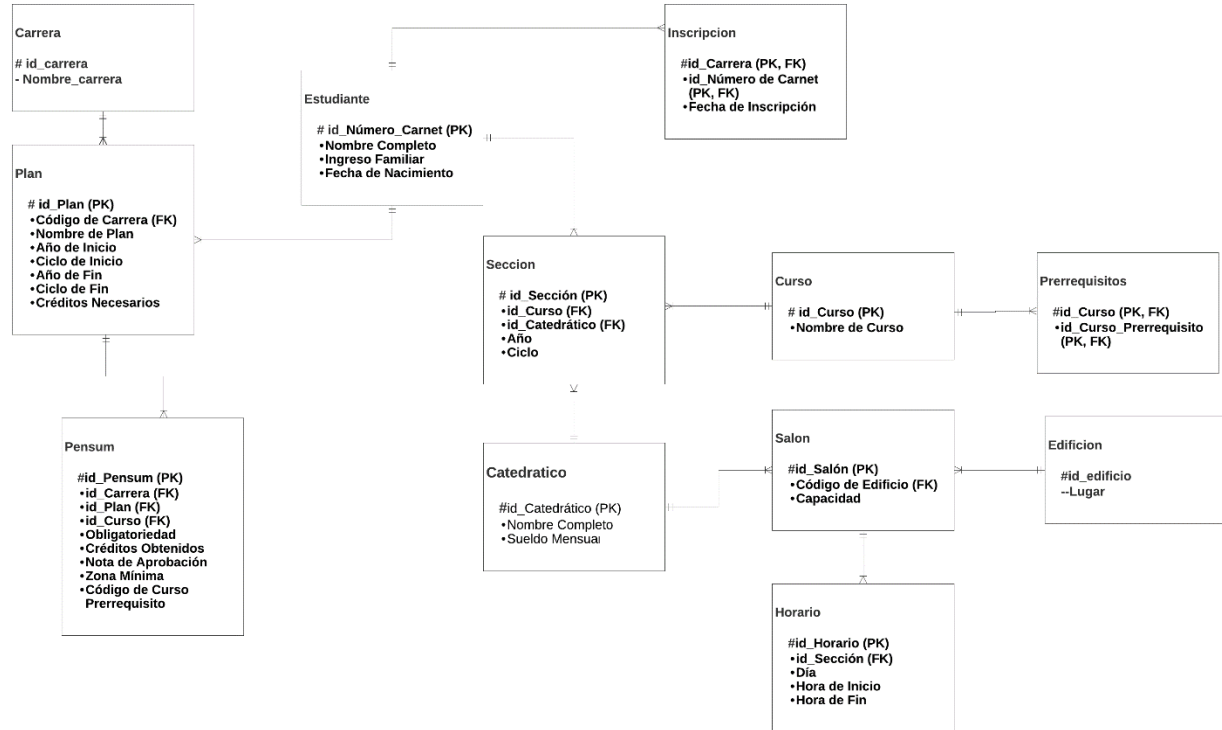 Carrera
# id_carrera
- Nombre_carrera
Inscripcion
#id_Carrera (PK, FK)
•id_Número de Carnet
(PK, FK)
•Fecha de Inscripción
Estudiante
# id_Número_Carnet (PK)
•Nombre Completo
•Ingreso Familiar
•Fecha de Nacimiento
Plan
# id_Plan (PK)
•Código de Carrera (FK)
•Nombre de Plan
•Año de Inicio
•Ciclo de Inicio
•Año de Fin
•Ciclo de Fin
•Créditos Necesarios
Seccion
# id_Sección (PK)
•id_Curso (FK)
•id_Catedrático (FK)
•Año
•Ciclo
Curso
# id_Curso (PK)
•Nombre de Curso
Prerrequisitos
#id_Curso (PK, FK)
•id_Curso_Prerrequisito
(PK, FK)
Pensum
#id_Pensum (PK)
•id_Carrera (FK)
•id_Plan (FK)
•id_Curso (FK)
•Obligatoriedad
•Créditos Obtenidos
•Nota de Aprobación
•Zona Mínima
•Código de Curso
Prerrequisito
Catedratico
#id_Catedrático (PK)
•Nombre Completo
•Sueldo Mensual
Salon
#id_Salón (PK)
•Código de Edificio (FK)
•Capacidad
Edificion
#id_edificio
--Lugar
Horario
#id_Horario (PK)
•id_Sección (FK)
•Día
•Hora de Inicio
•Hora de Fin